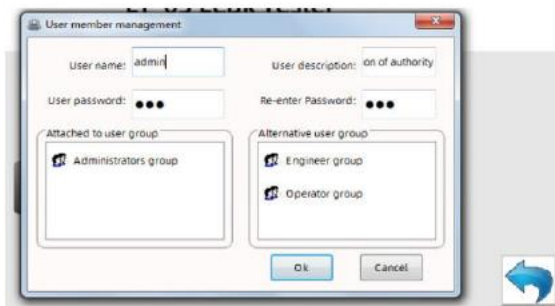 User member management
User name: admin
User description: on of authority
User password: ●●●
Re-enter Password: ●●●
Attached to user group
Administrators group
Alternative user group
Engineer group
Operator group
Ok
Cancel